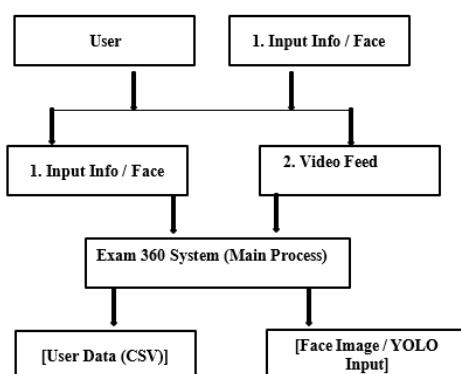 User
1. Input Info / Face
1. Input Info / Face
2. Video Feed
Exam 360 System (Main Process)
[User Data (CSV)]
[Face Image / YOLO
Input]